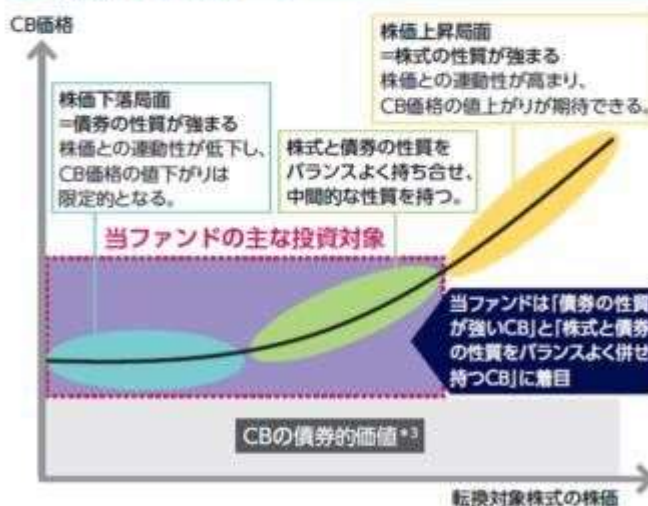 CB価格
株価上昇局面
=株式の性質が強まる
株価との連動性が高まり、
CB価格の値上がりが期待できる。
株価下落局面
=債券の性質が強まる
株価との連動性が低下し、
CB価格の値下がりは
限定的となる。
株式と債券の性質を
バランスよく持ち合せ、
中間的な性質を持つ。
当ファンドの主な投資対象
当ファンドは「債券の性質
が強いCB」と「株式と債券
の性質をバランスよく併せ
持つCB」に着目
CBの債券的価値*3
転換対象株式の株価